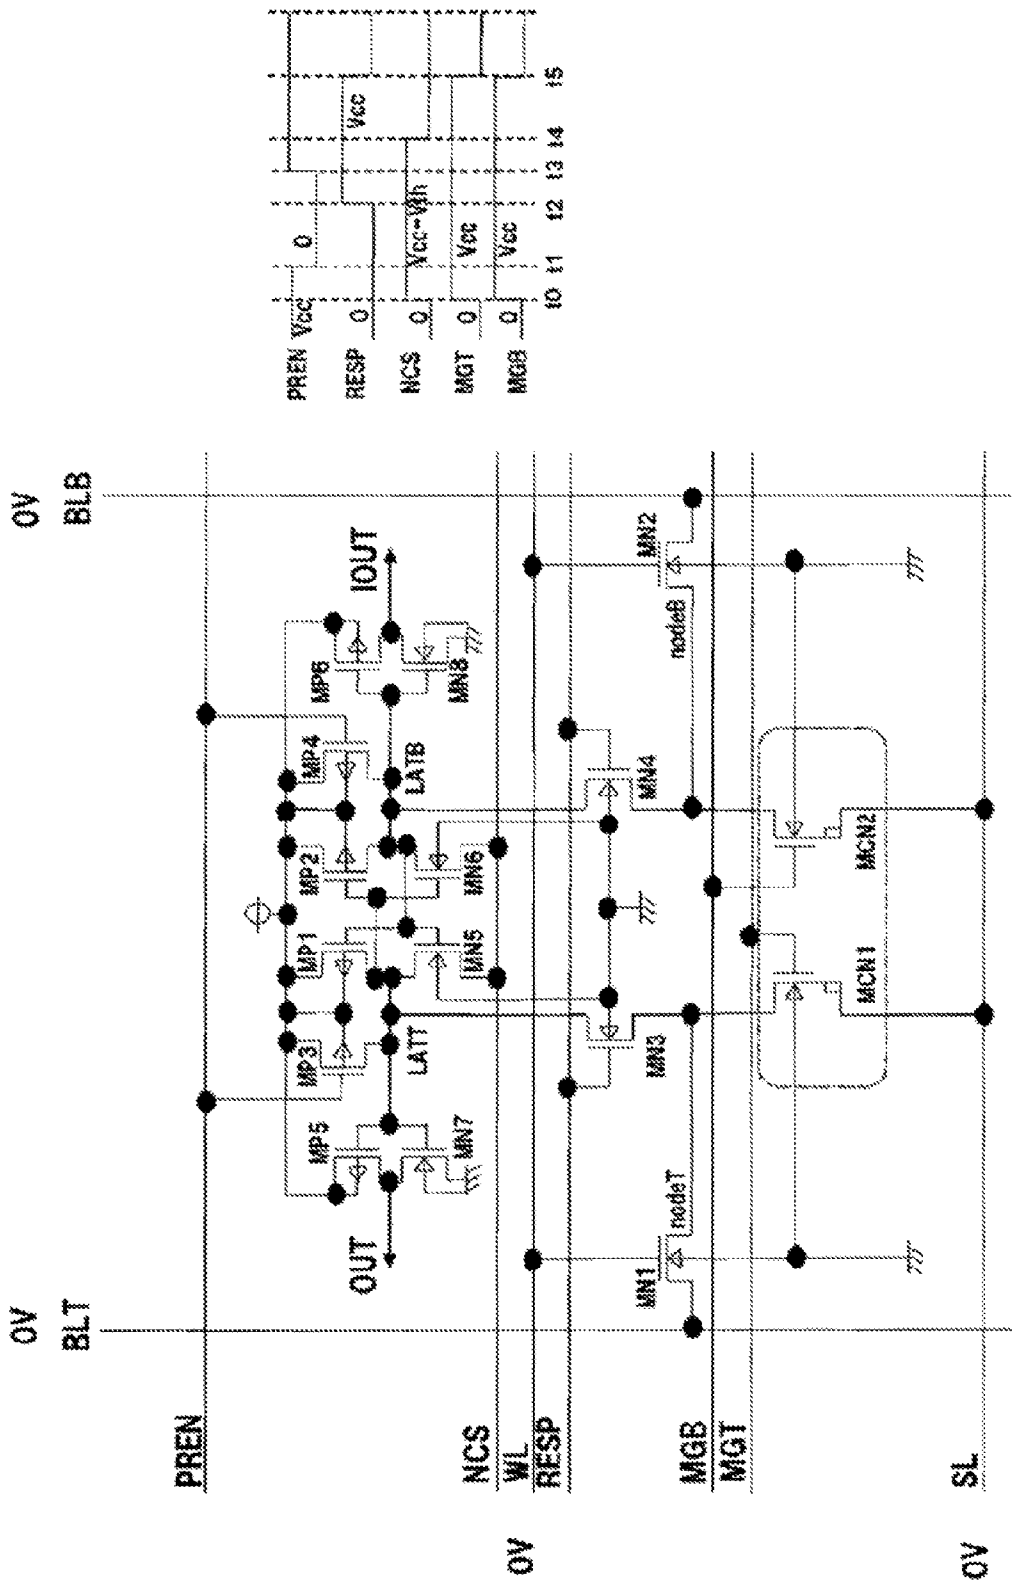 0V
BLT
0V
BLB
PREN
NCS
WL
0V
RESP
MGB
MGT
SL
0V
OUT
IOUT
MP5
MP3
MP1
MP2
MP4
MP6
MN7
LATT
MN5
MN6
LATB
MN8
MN3
MN4
MN1
nodeT
nodeB
MN2
MCN1
MCN2
PREN Vcc 0
RESP 0 Vcc
NCS 0 Vcc-Vth
MGT 0 Vcc
MGB 0 Vcc
t0 t1 t2 t3 t4 t5